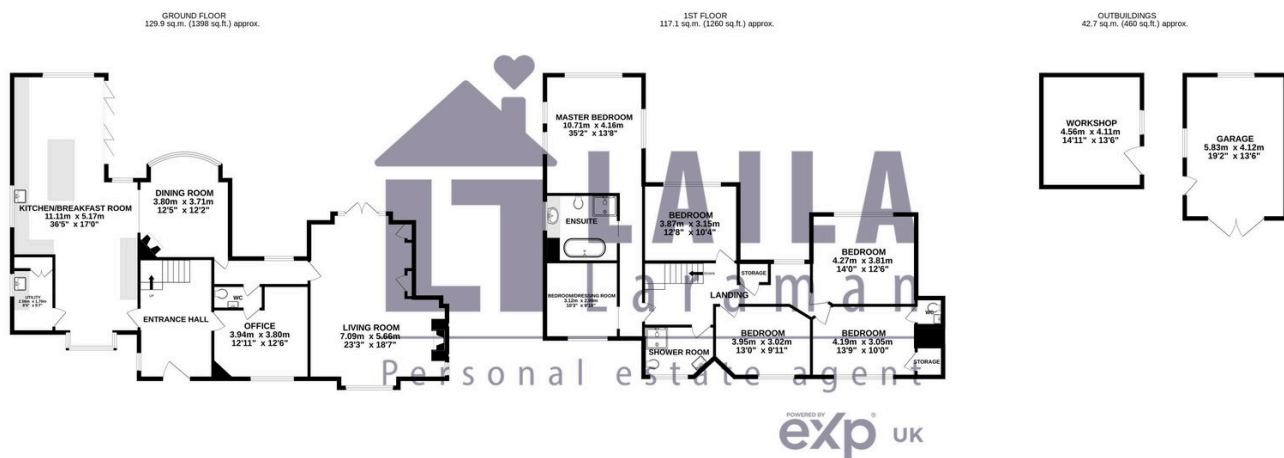 GROUND FLOOR
129.9 sq.m. (1398 sq.ft.) approx.
1ST FLOOR
117.1 sq.m. (1260 sq.ft.) approx.
OUTBUILDINGS
42.7 sq.m. (460 sq.ft.) approx.
KITCHEN/BREAKFAST ROOM
11.11m x 5.17m
36'5" x 17'0"
DINING ROOM
3.80m x 3.71m
12'5" x 12'2"
UTILITY
UP
ENTRANCE HALL
WC
OFFICE
3.94m x 3.80m
12'11" x 12'6"
LIVING ROOM
7.09m x 5.66m
23'3" x 18'7"
MASTER BEDROOM
10.71m x 4.16m
35'2" x 13'8"
ENSUITE
BEDROOM
3.87m x 3.15m
12'8" x 10'4"
BEDROOM/DRESSING ROOM
STORAGE
LANDING
BEDROOM
4.27m x 3.81m
14'0" x 12'6"
SHOWER ROOM
BEDROOM
3.95m x 3.02m
13'0" x 9'11"
BEDROOM
4.19m x 3.05m
13'9" x 10'0"
WC
STORAGE
WORKSHOP
4.56m x 4.11m
14'11" x 13'6"
GARAGE
5.83m x 4.12m
19'2" x 13'6"
LAILA
Laraman
Personal estate agent
POWERED BY
eXp UK